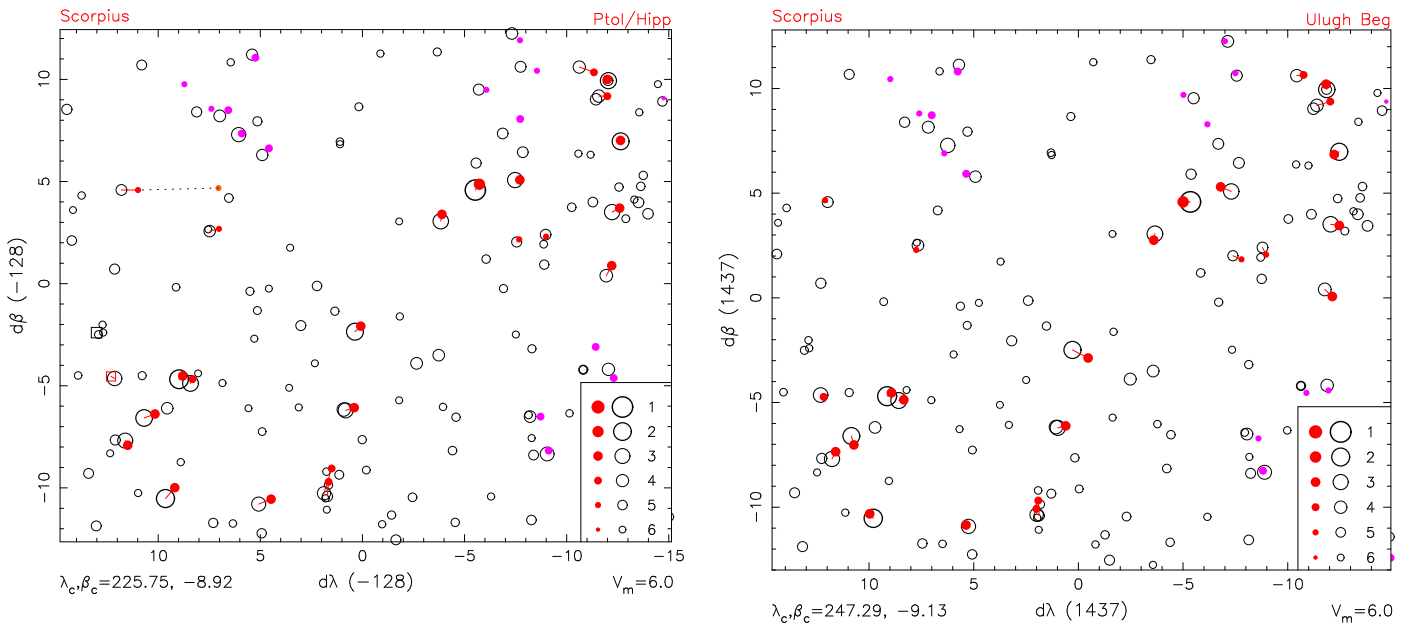 Scorpius Ptol/Hipp
10
5
0
-5
-10
dβ (-128)
1
2
3
4
5
6
10 5 0 -5 -10 -15
λc,βc=225.75, -8.92 dλ (-128) Vm=6.0
Scorpius Ulugh Beg
10
5
0
-5
-10
dβ (1437)
1
2
3
4
5
6
10 5 0 -5 -10
λc,βc=247.29, -9.13 dλ (1437) Vm=6.0